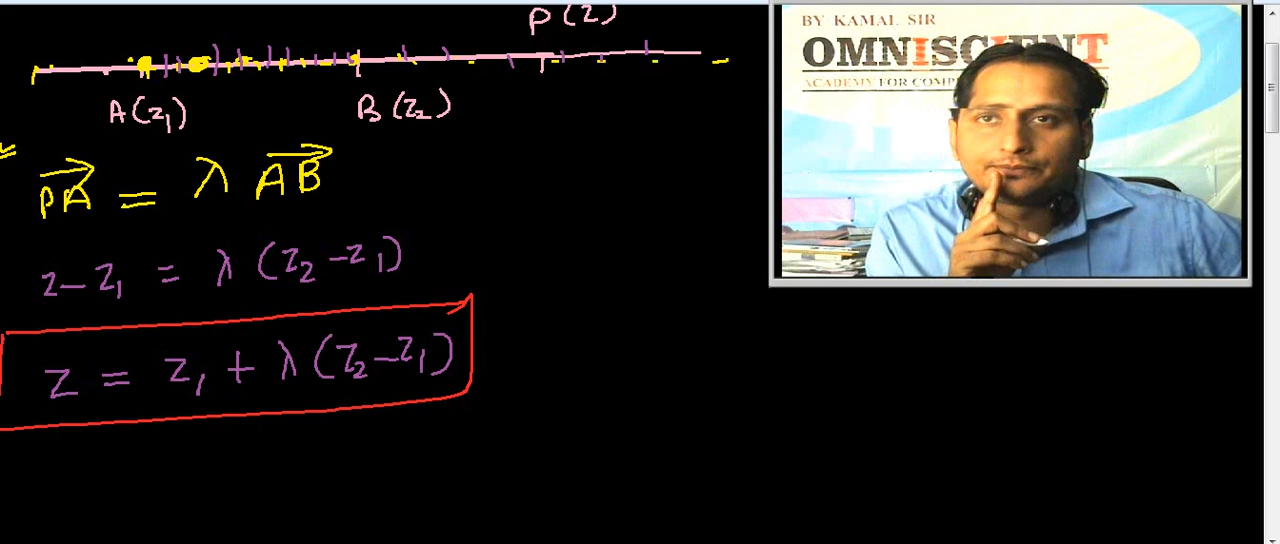 P (z)
A (z₁) B (z₂)
PA⃗ = λ AB⃗
z - z₁ = λ (z₂ - z₁)
z = z₁ + λ (z₂ - z₁)
BY KAMAL SIR
OMNISCIENT
ACADEMY FOR COMP